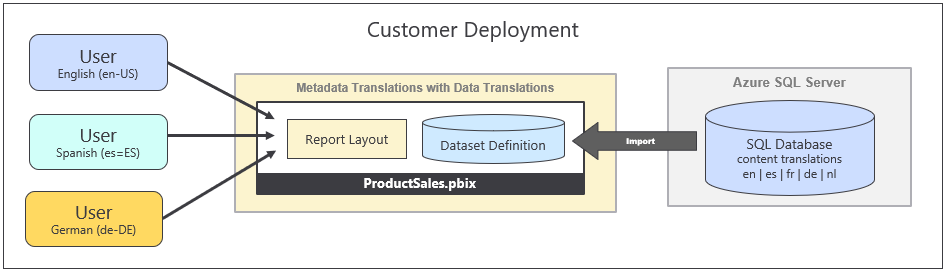 Customer Deployment
User
English (en-US)
User
Spanish (es=ES)
User
German (de-DE)
Metadata Translations with Data Translations
Report Layout
Dataset Definition
ProductSales.pbix
Import
Azure SQL Server
SQL Database
content translations
en | es | fr | de | nl